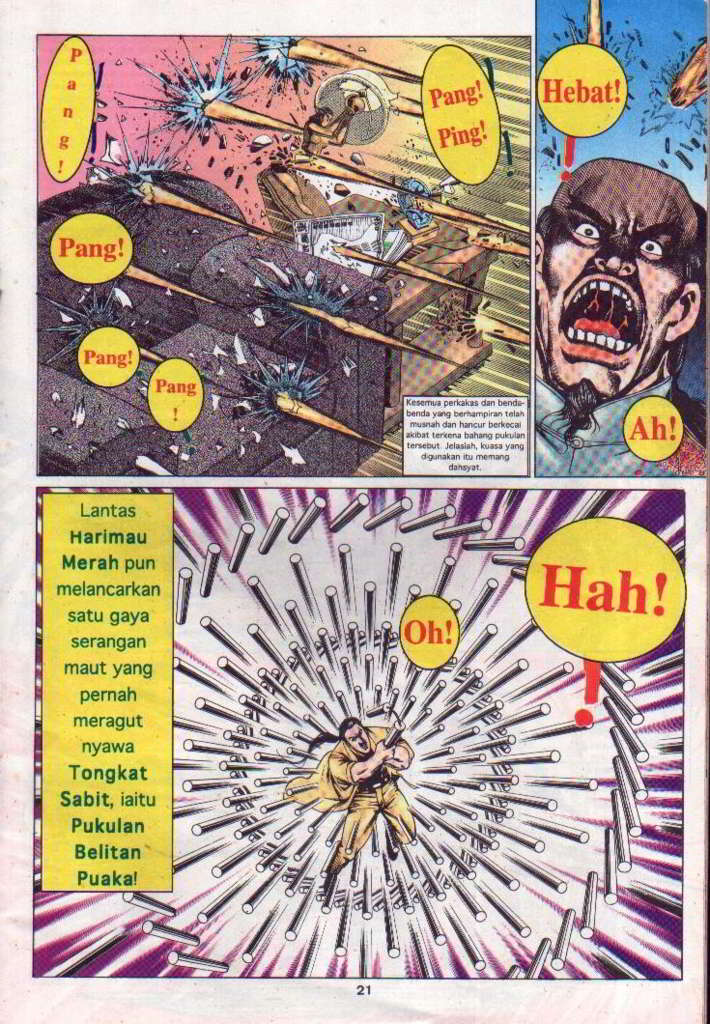 P
a
n
g
!
Pang!
Ping!
Pang!
Pang!
Pang
!
Kesemua perkakas dan benda-
benda yang berhampiran telah
musnah dan hancur berkecai
akibat terkena bahang pukulan
tersebut. Jelaslah, kuasa yang
digunakan itu memang
dahsyat.
Hebat!
!
Ah!
Lantas
Harimau
Merah pun
melancarkan
satu gaya
serangan
maut yang
pernah
meragut
nyawa
Tongkat
Sabit, iaitu
Pukulan
Belitan
Puaka!
Oh!
Hah!
!
21